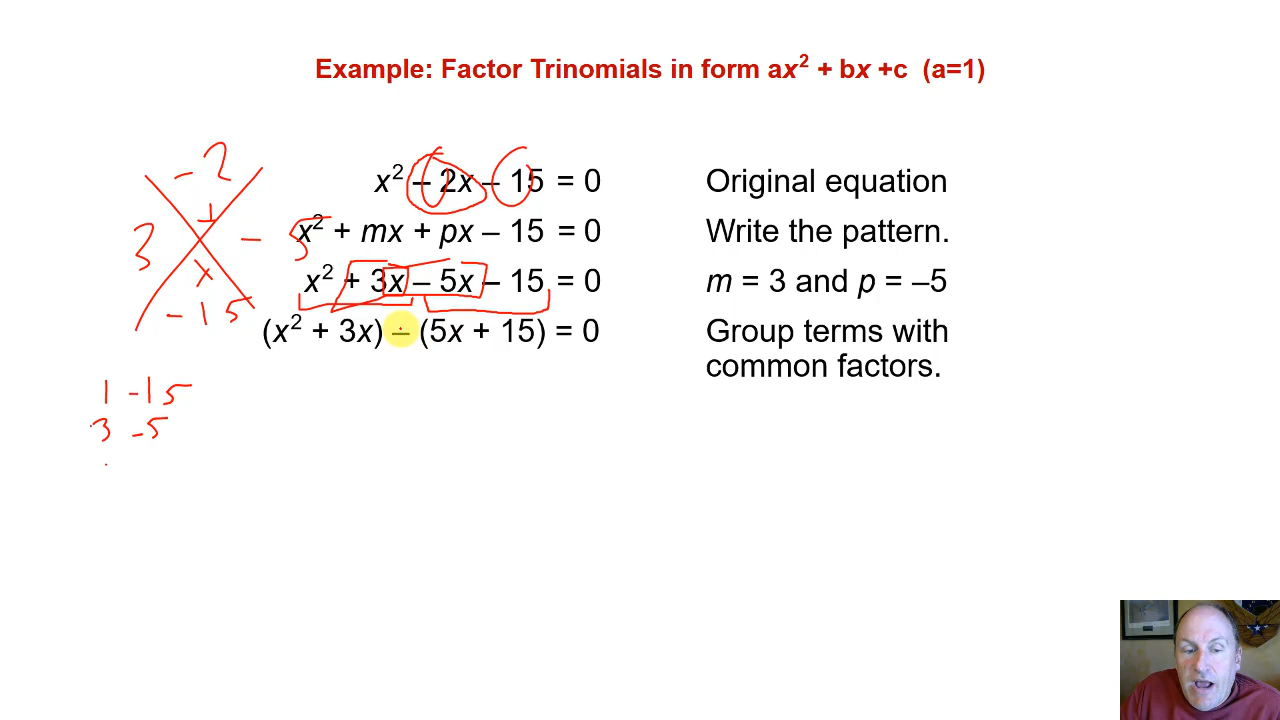 Example: Factor Trinomials in form ax² + bx +c (a=1)
x² – 2x – 15 = 0 Original equation
x² + mx + px – 15 = 0 Write the pattern.
x² + 3x – 5x – 15 = 0 m = 3 and p = –5
(x² + 3x) – (5x + 15) = 0 Group terms with
common factors.
-2
+
3 -5
x
-15
1 -15
3 -5